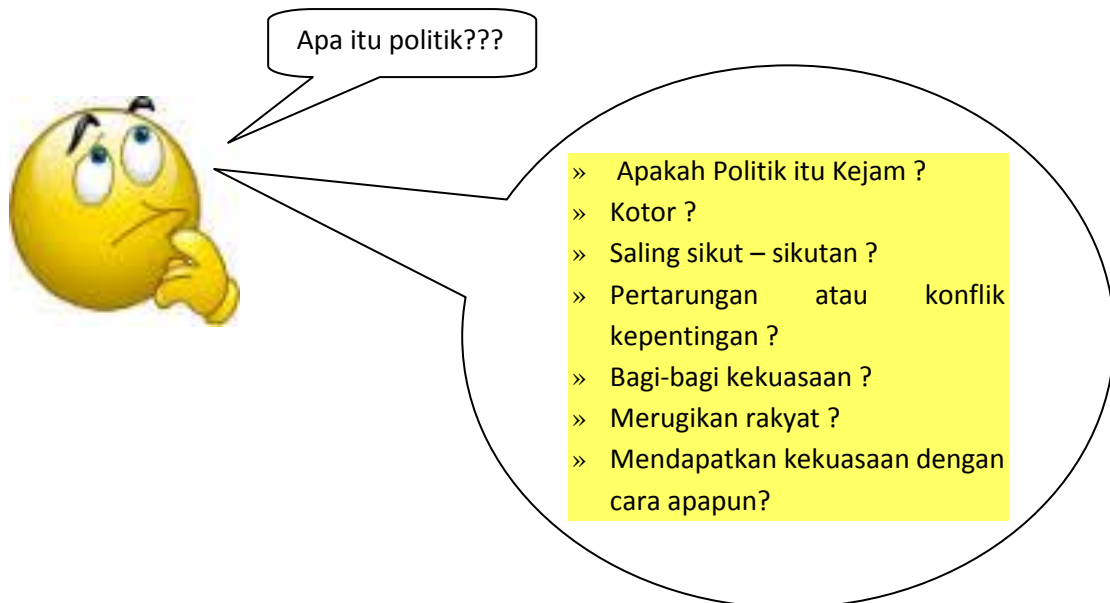 Apa itu politik???
» Apakah Politik itu Kejam ?
» Kotor ?
» Saling sikut – sikutan ?
» Pertarungan atau konflik
kepentingan ?
» Bagi-bagi kekuasaan ?
» Merugikan rakyat ?
» Mendapatkan kekuasaan dengan
cara apapun?